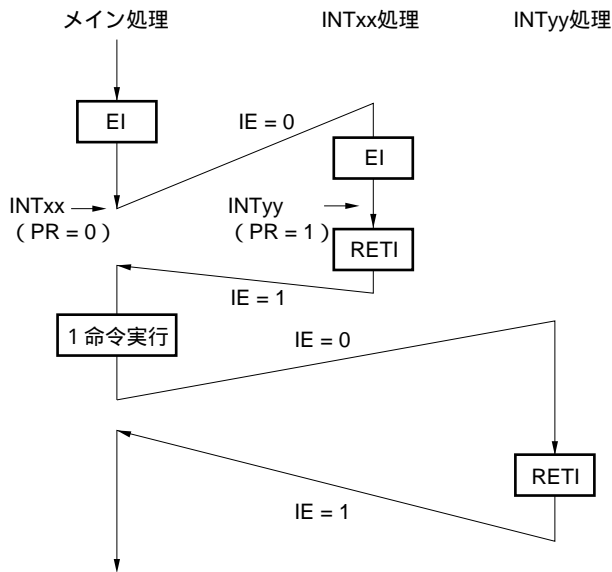 メイン処理
INTxx処理
INTyy処理
EI
IE = 0
EI
INTxx
（PR = 0）
INTyy
（PR = 1）
RETI
IE = 1
1 命令実行
IE = 0
RETI
IE = 1